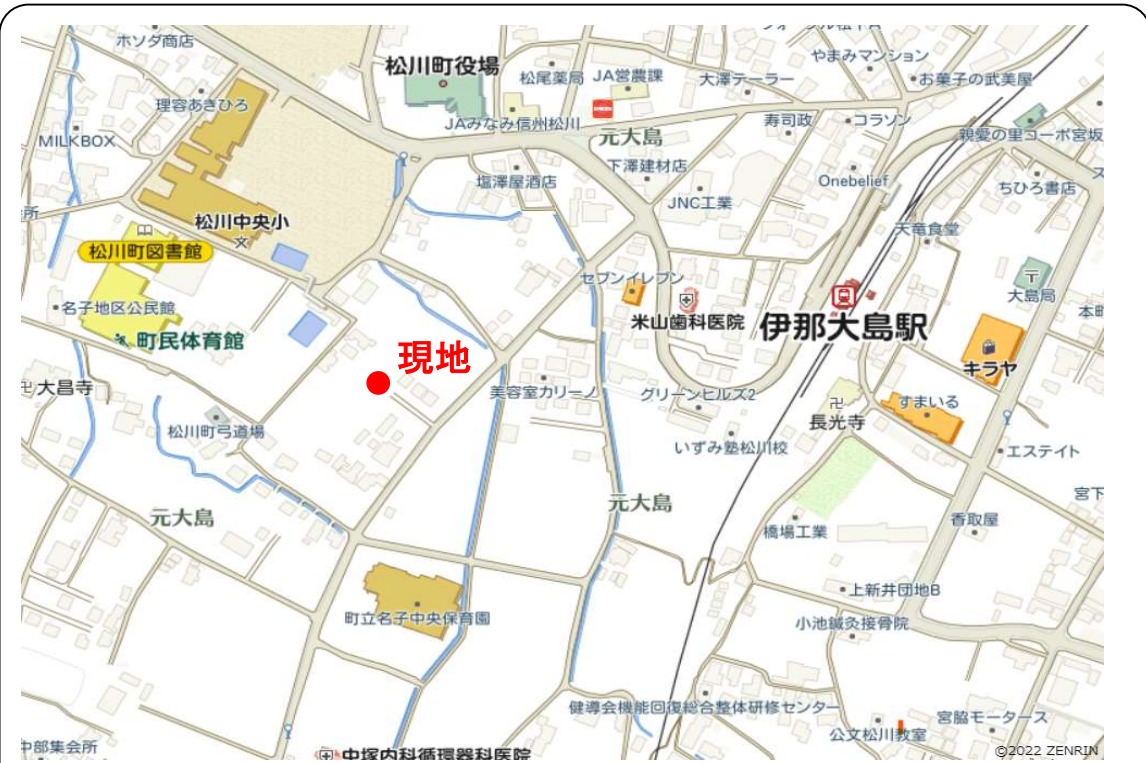 ホソダ商店
松川町役場
松尾薬局
JA営農課
大澤テーラー
やまみマンション
お菓子の武美屋
理容あきひろ
JAみなみ信州松川
寿司政
コラソン
MILKBOX
元大島
親愛の里コーポ宮坂
下澤建材店
塩澤屋酒店
Onebelief
ちひろ書店
JNC工業
松川中央小
天竜食堂
松川町図書館
セブンイレブン
大島局
名子地区公民館
米山歯科医院
伊那大島駅
本町
町民体育館
現地
キラヤ
大昌寺
美容室カリーノ
グリーンヒルズ2
すまいる
長光寺
松川町弓道場
いずみ塾松川校
エステイト
元大島
元大島
宮下
香取屋
橋場工業
上新井団地B
町立名子中央保育園
小池鍼灸接骨院
健導会機能回復総合整体研修センター
宮脇モータース
公文松川教室
中部集会所
中塚内科循環器科医院
©2022 ZENRIN